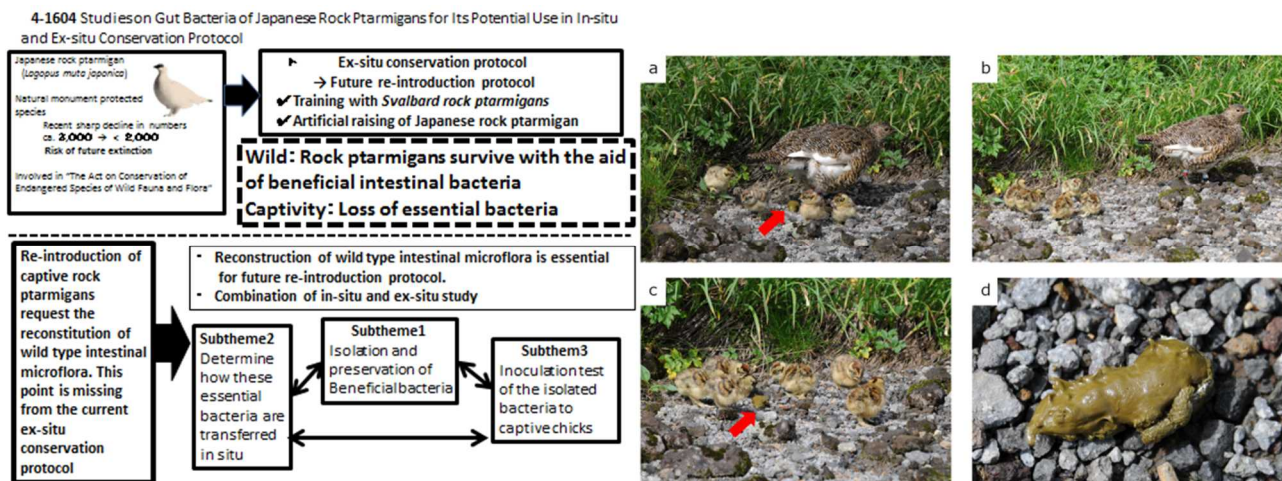 4-1604 Studies on Gut Bacteria of Japanese Rock Ptarmigans for Its Potential Use in In-situ
and Ex-situ Conservation Protocol
Japanese rock ptarmigan
(Lagopus muta japonica)
Natural monument protected
species
Recent sharp decline in numbers
ca. 3,000 → < 2,000
Risk of future extinction
Involved in "The Act on Conservation of
Endangered Species of Wild Fauna and Flora"
Ex-situ conservation protocol
→ Future re-introduction protocol
✔Training with Svalbard rock ptarmigans
✔Artificial raising of Japanese rock ptarmigan
Wild: Rock ptarmigans survive with the aid
of beneficial intestinal bacteria
Captivity: Loss of essential bacteria
Re-introduction of
captive rock
ptarmigans
request the
reconstitution of
wild type intestinal
microflora. This
point is missing
from the current
ex-situ
conservation
protocol
- Reconstruction of wild type intestinal microflora is essential
for future re-introduction protocol.
- Combination of in-situ and ex-situ study
Subtheme2
Determine
how these
essential
bacteria are
transferred
in situ
Subtheme1
Isolation and
preservation of
Beneficial bacteria
Subthem3
Inoculation test
of the isolated
bacteria to
captive chicks
a
b
c
d